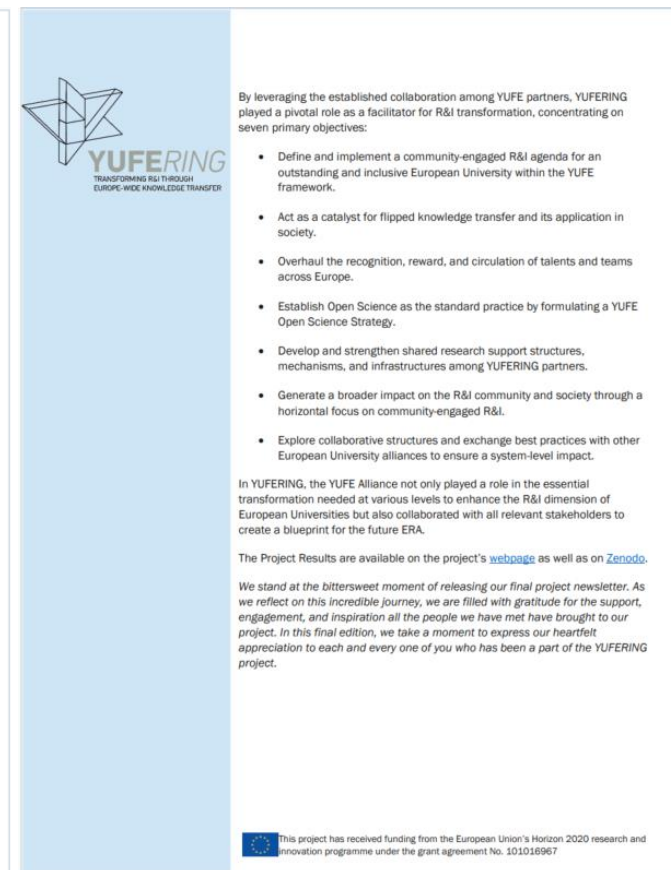 YUFERING
TRANSFORMING R&I THROUGH
EUROPE-WIDE KNOWLEDGE TRANSFER
By leveraging the established collaboration among YUFE partners, YUFERING
played a pivotal role as a facilitator for R&I transformation, concentrating on
seven primary objectives:
• Define and implement a community-engaged R&I agenda for an
outstanding and inclusive European University within the YUFE
framework.
• Act as a catalyst for flipped knowledge transfer and its application in
society.
• Overhaul the recognition, reward, and circulation of talents and teams
across Europe.
• Establish Open Science as the standard practice by formulating a YUFE
Open Science Strategy.
• Develop and strengthen shared research support structures,
mechanisms, and infrastructures among YUFERING partners.
• Generate a broader impact on the R&I community and society through a
horizontal focus on community-engaged R&I.
• Explore collaborative structures and exchange best practices with other
European University alliances to ensure a system-level impact.
In YUFERING, the YUFE Alliance not only played a role in the essential
transformation needed at various levels to enhance the R&I dimension of
European Universities but also collaborated with all relevant stakeholders to
create a blueprint for the future ERA.
The Project Results are available on the project's webpage as well as on Zenodo.
We stand at the bittersweet moment of releasing our final project newsletter. As
we reflect on this incredible journey, we are filled with gratitude for the support,
engagement, and inspiration all the people we have met have brought to our
project. In this final edition, we take a moment to express our heartfelt
appreciation to each and every one of you who has been a part of the YUFERING
project.
This project has received funding from the European Union's Horizon 2020 research and
innovation programme under the grant agreement No. 101016967